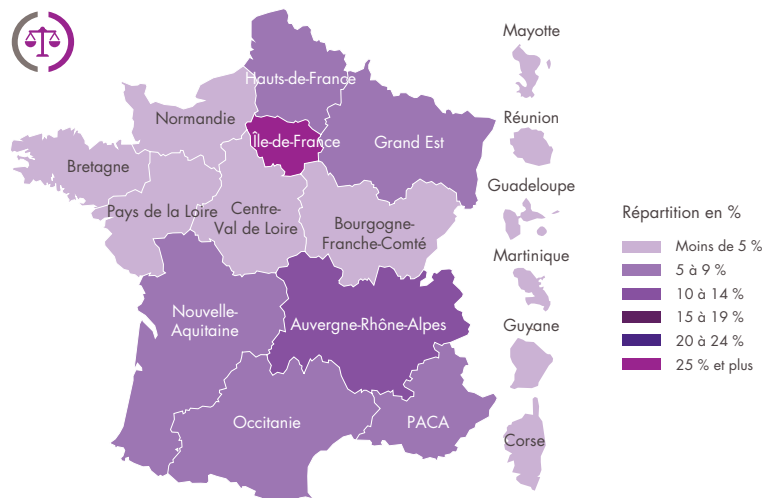 Mayotte
Hauts-de-France
Normandie
Réunion
Île-de-France
Grand Est
Bretagne
Guadeloupe
Pays de la Loire
Centre-
Val de Loire
Bourgogne-
Franche-Comté
Répartition en %
Moins de 5 %
5 à 9 %
10 à 14 %
15 à 19 %
20 à 24 %
25 % et plus
Martinique
Nouvelle-
Aquitaine
Auvergne-Rhône-Alpes
Guyane
Occitanie
PACA
Corse